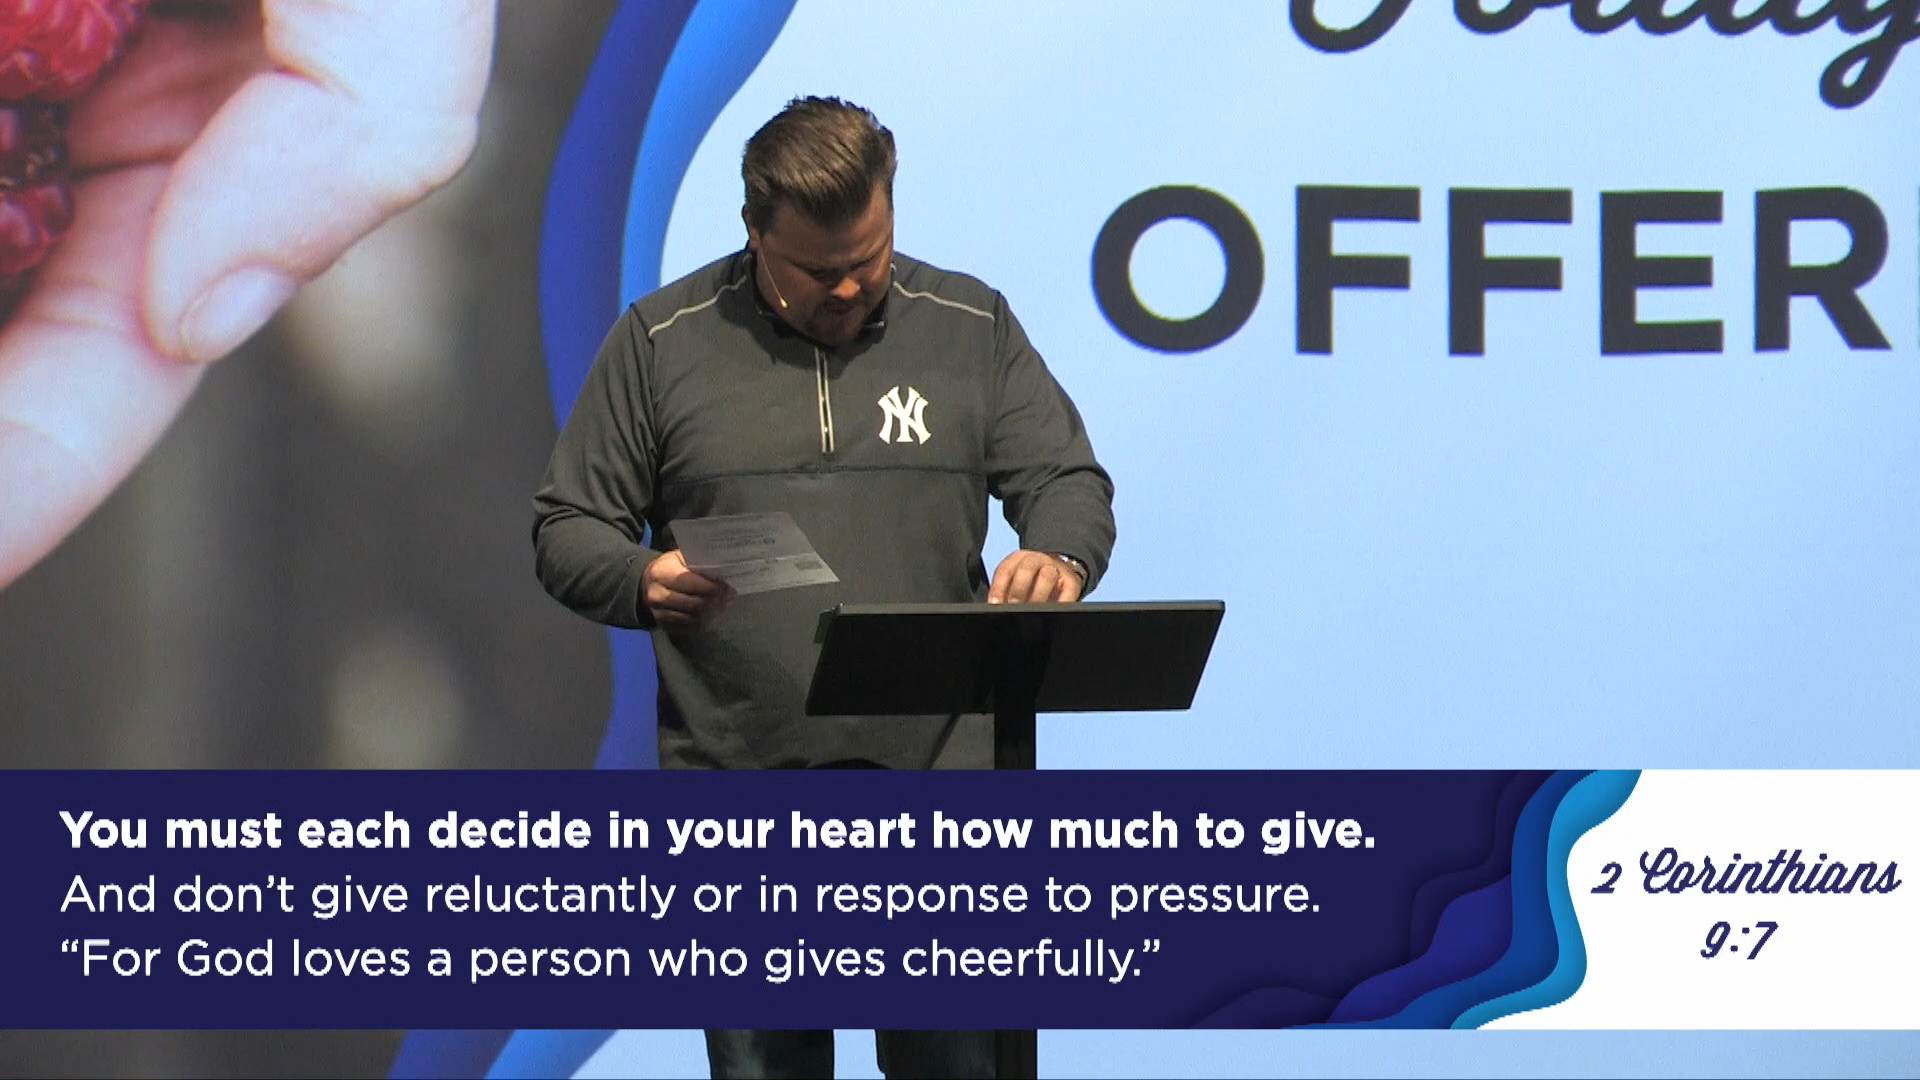 OFFER
NY
You must each decide in your heart how much to give.
And don’t give reluctantly or in response to pressure.
“For God loves a person who gives cheerfully.”
2 Corinthians
9:7